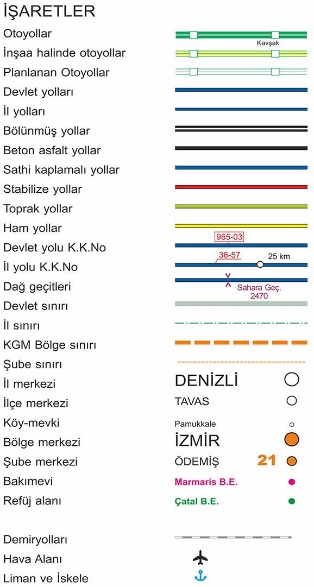 İŞARETLER
Otoyollar
Kavşak
İnşaa halinde otoyollar
Planlanan Otoyollar
Devlet yolları
İl yolları
Bölünmüş yollar
Beton asfalt yollar
Sathi kaplamalı yollar
Stabilize yollar
Toprak yollar
Ham yollar
965-03
Devlet yolu K.K.No
36-57
25 km
İl yolu K.K.No
Dağ geçitleri
Sahara Geç.
2470
Devlet sınırı
İl sınırı
KGM Bölge sınırı
Şube sınırı
İl merkezi DENİZLİ
İlçe merkezi TAVAS
Köy-mevki Pamukkale
Bölge merkezi İZMİR
Şube merkezi ÖDEMİŞ 21
Bakımevi Marmaris B.E.
Refüj alanı Çatal B.E.
Demiryolları
Hava Alanı
Liman ve İskele